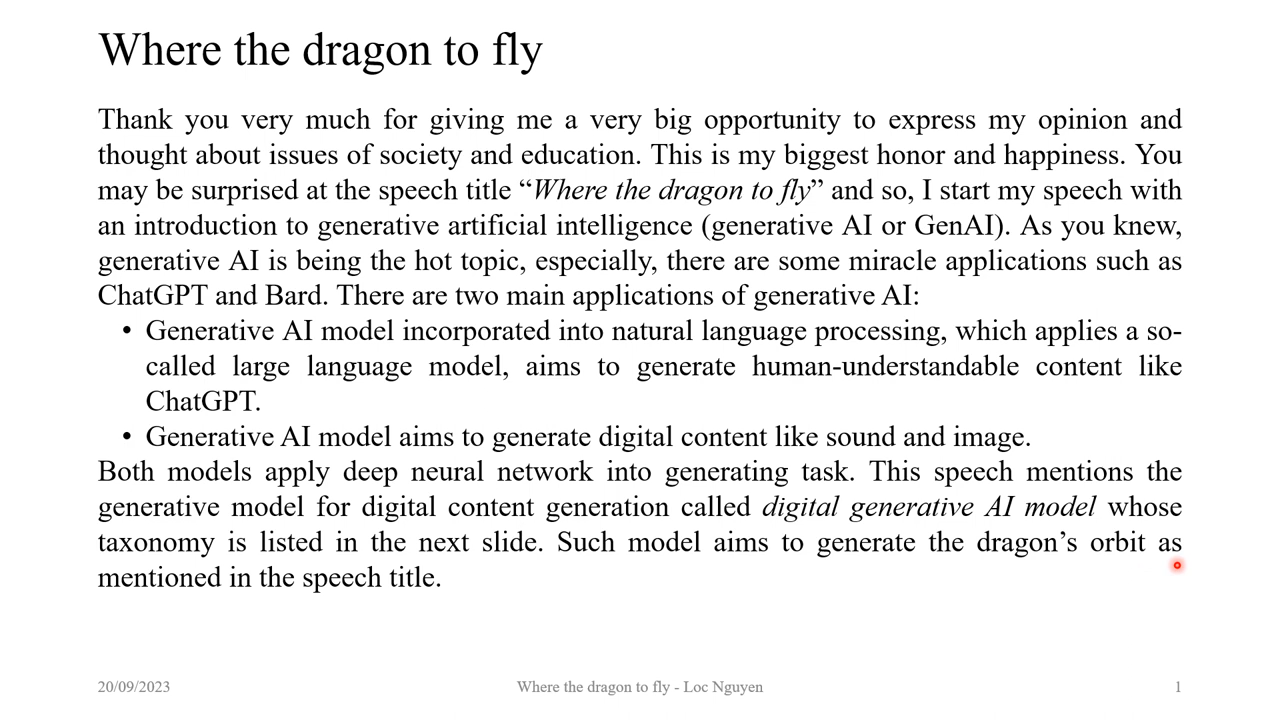 Where the dragon to fly
Thank you very much for giving me a very big opportunity to express my opinion and
thought about issues of society and education. This is my biggest honor and happiness. You
may be surprised at the speech title “Where the dragon to fly” and so, I start my speech with
an introduction to generative artificial intelligence (generative AI or GenAI). As you knew,
generative AI is being the hot topic, especially, there are some miracle applications such as
ChatGPT and Bard. There are two main applications of generative AI:
• Generative AI model incorporated into natural language processing, which applies a so-
called large language model, aims to generate human-understandable content like
ChatGPT.
• Generative AI model aims to generate digital content like sound and image.
Both models apply deep neural network into generating task. This speech mentions the
generative model for digital content generation called digital generative AI model whose
taxonomy is listed in the next slide. Such model aims to generate the dragon’s orbit as
mentioned in the speech title.
20/09/2023
Where the dragon to fly - Loc Nguyen
1